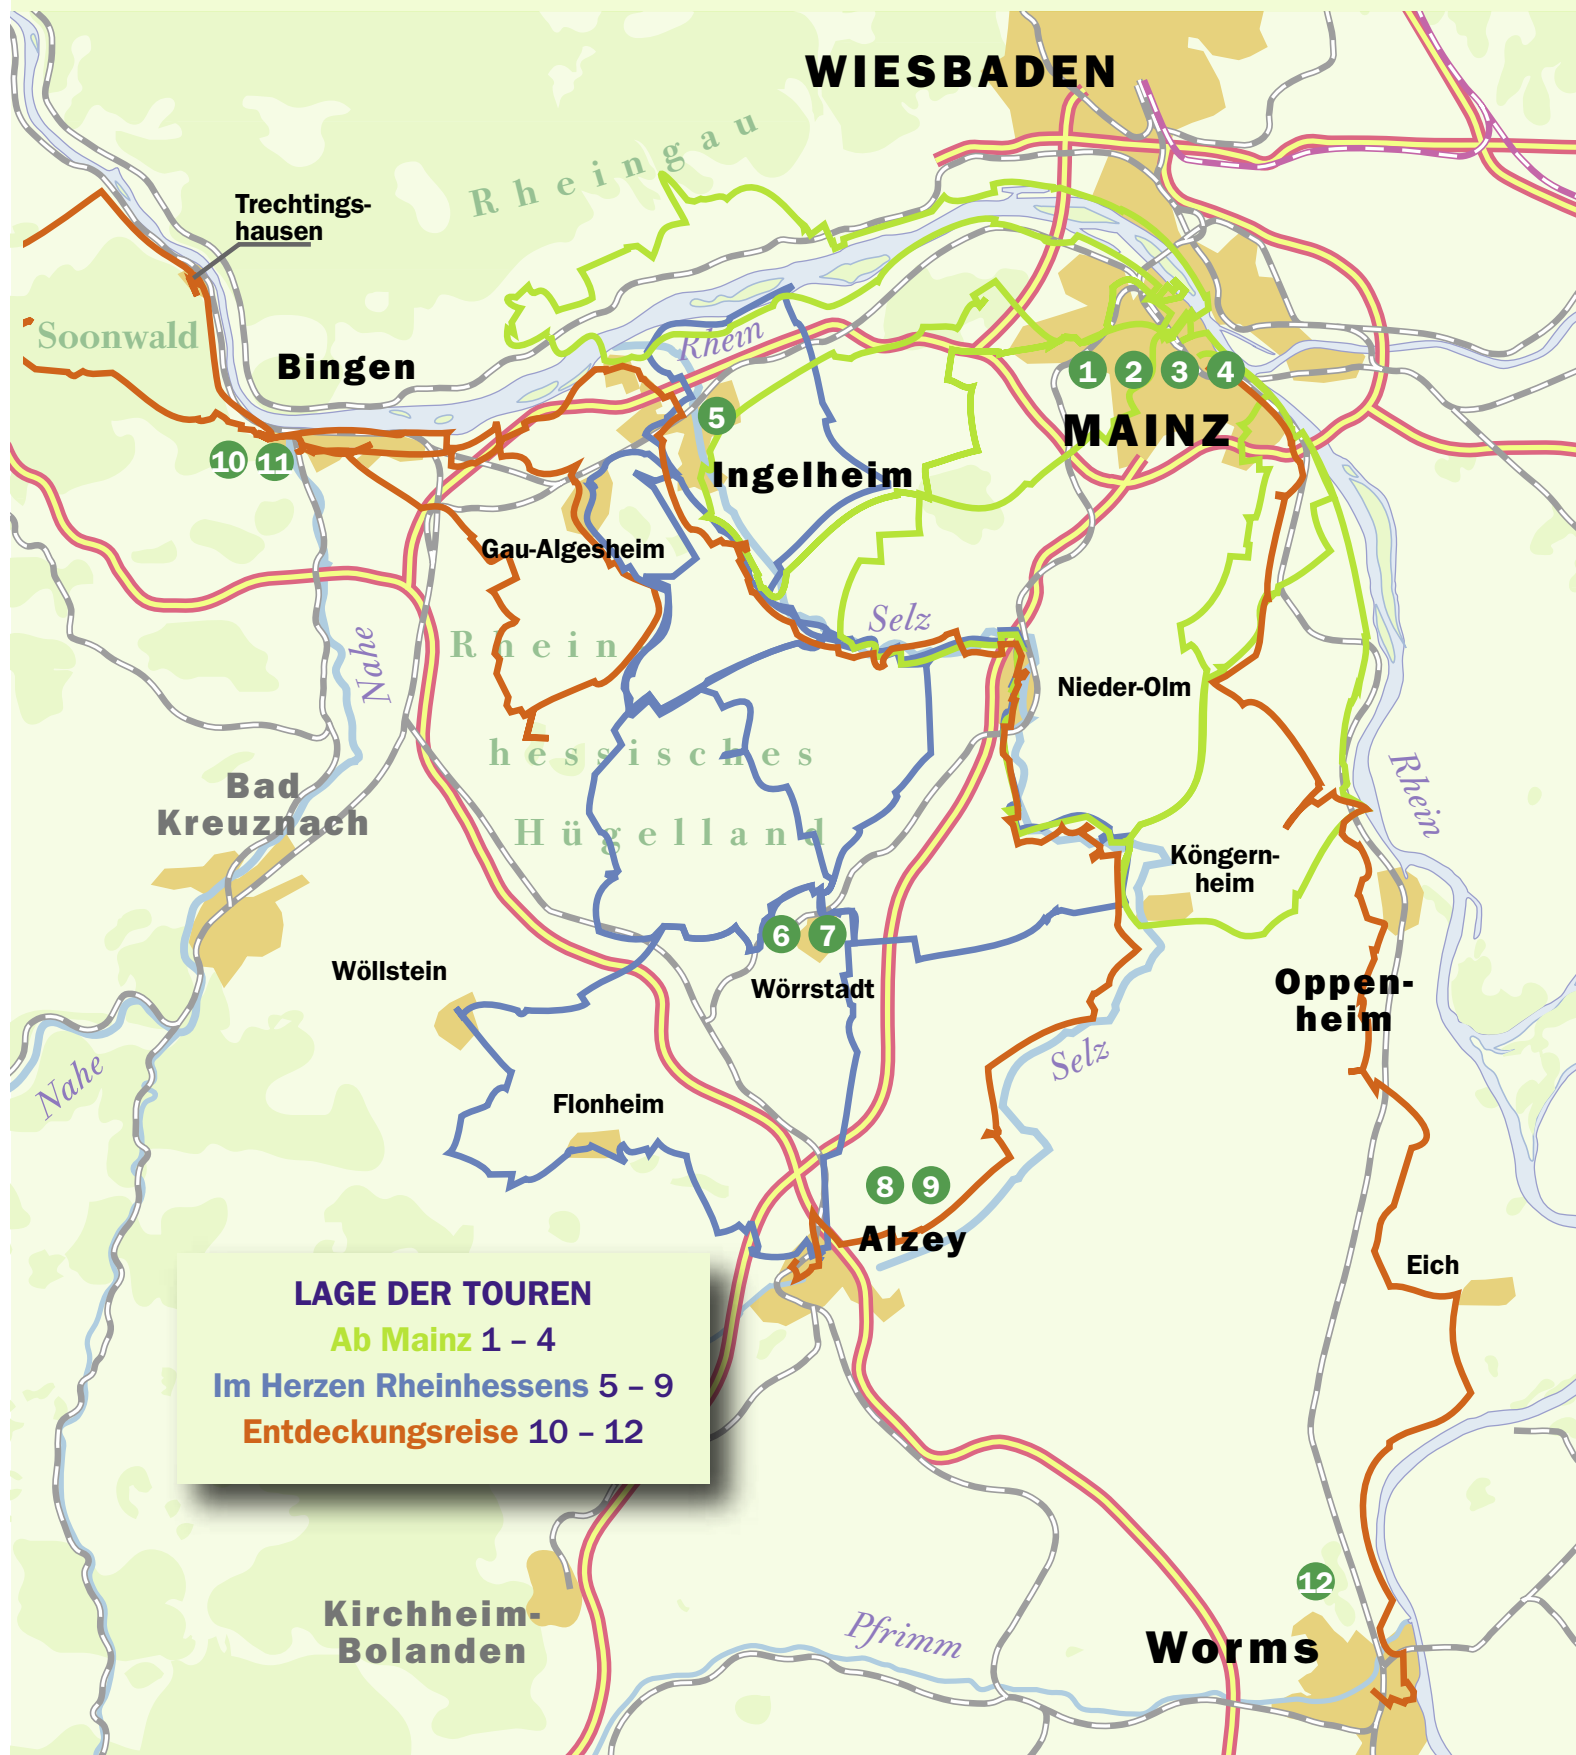 WIESBADEN
Rheingau
Trechtings-
hausen
Soonwald
Bingen
Rhein
1 2 3 4
MAINZ
5
10 11
Ingelheim
Gau-Algesheim
Selz
Rhein
Nahe
Nieder-Olm
hessisches
Rhein
Bad
Kreuznach
Hügelland
Köngern-
heim
6 7
Wöllstein
Wörrstadt
Oppen-
heim
Selz
Nahe
Flonheim
8 9
Alzey
Eich
LAGE DER TOUREN
Ab Mainz 1 – 4
Im Herzen Rheinhessens 5 – 9
Entdeckungsreise 10 – 12
12
Kirchheim-
Bolanden
Pfrimm
Worms